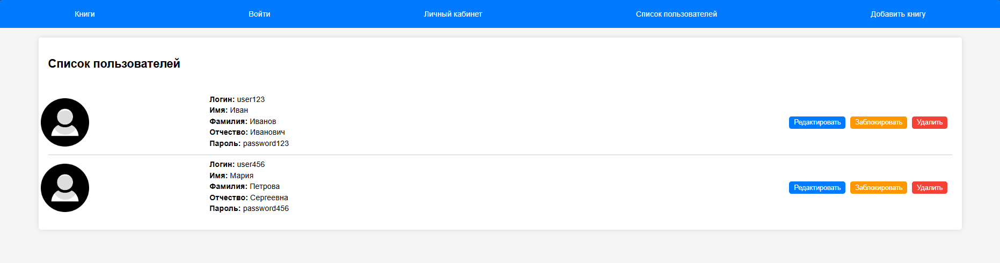 Книги Войти Личный кабинет Список пользователей Добавить книгу
Список пользователей
Логин: user123
Имя: Иван
Фамилия: Иванов
Отчество: Иванович
Пароль: password123
Редактировать Заблокировать Удалить
Логин: user456
Имя: Мария
Фамилия: Петрова
Отчество: Сергеевна
Пароль: password456
Редактировать Заблокировать Удалить